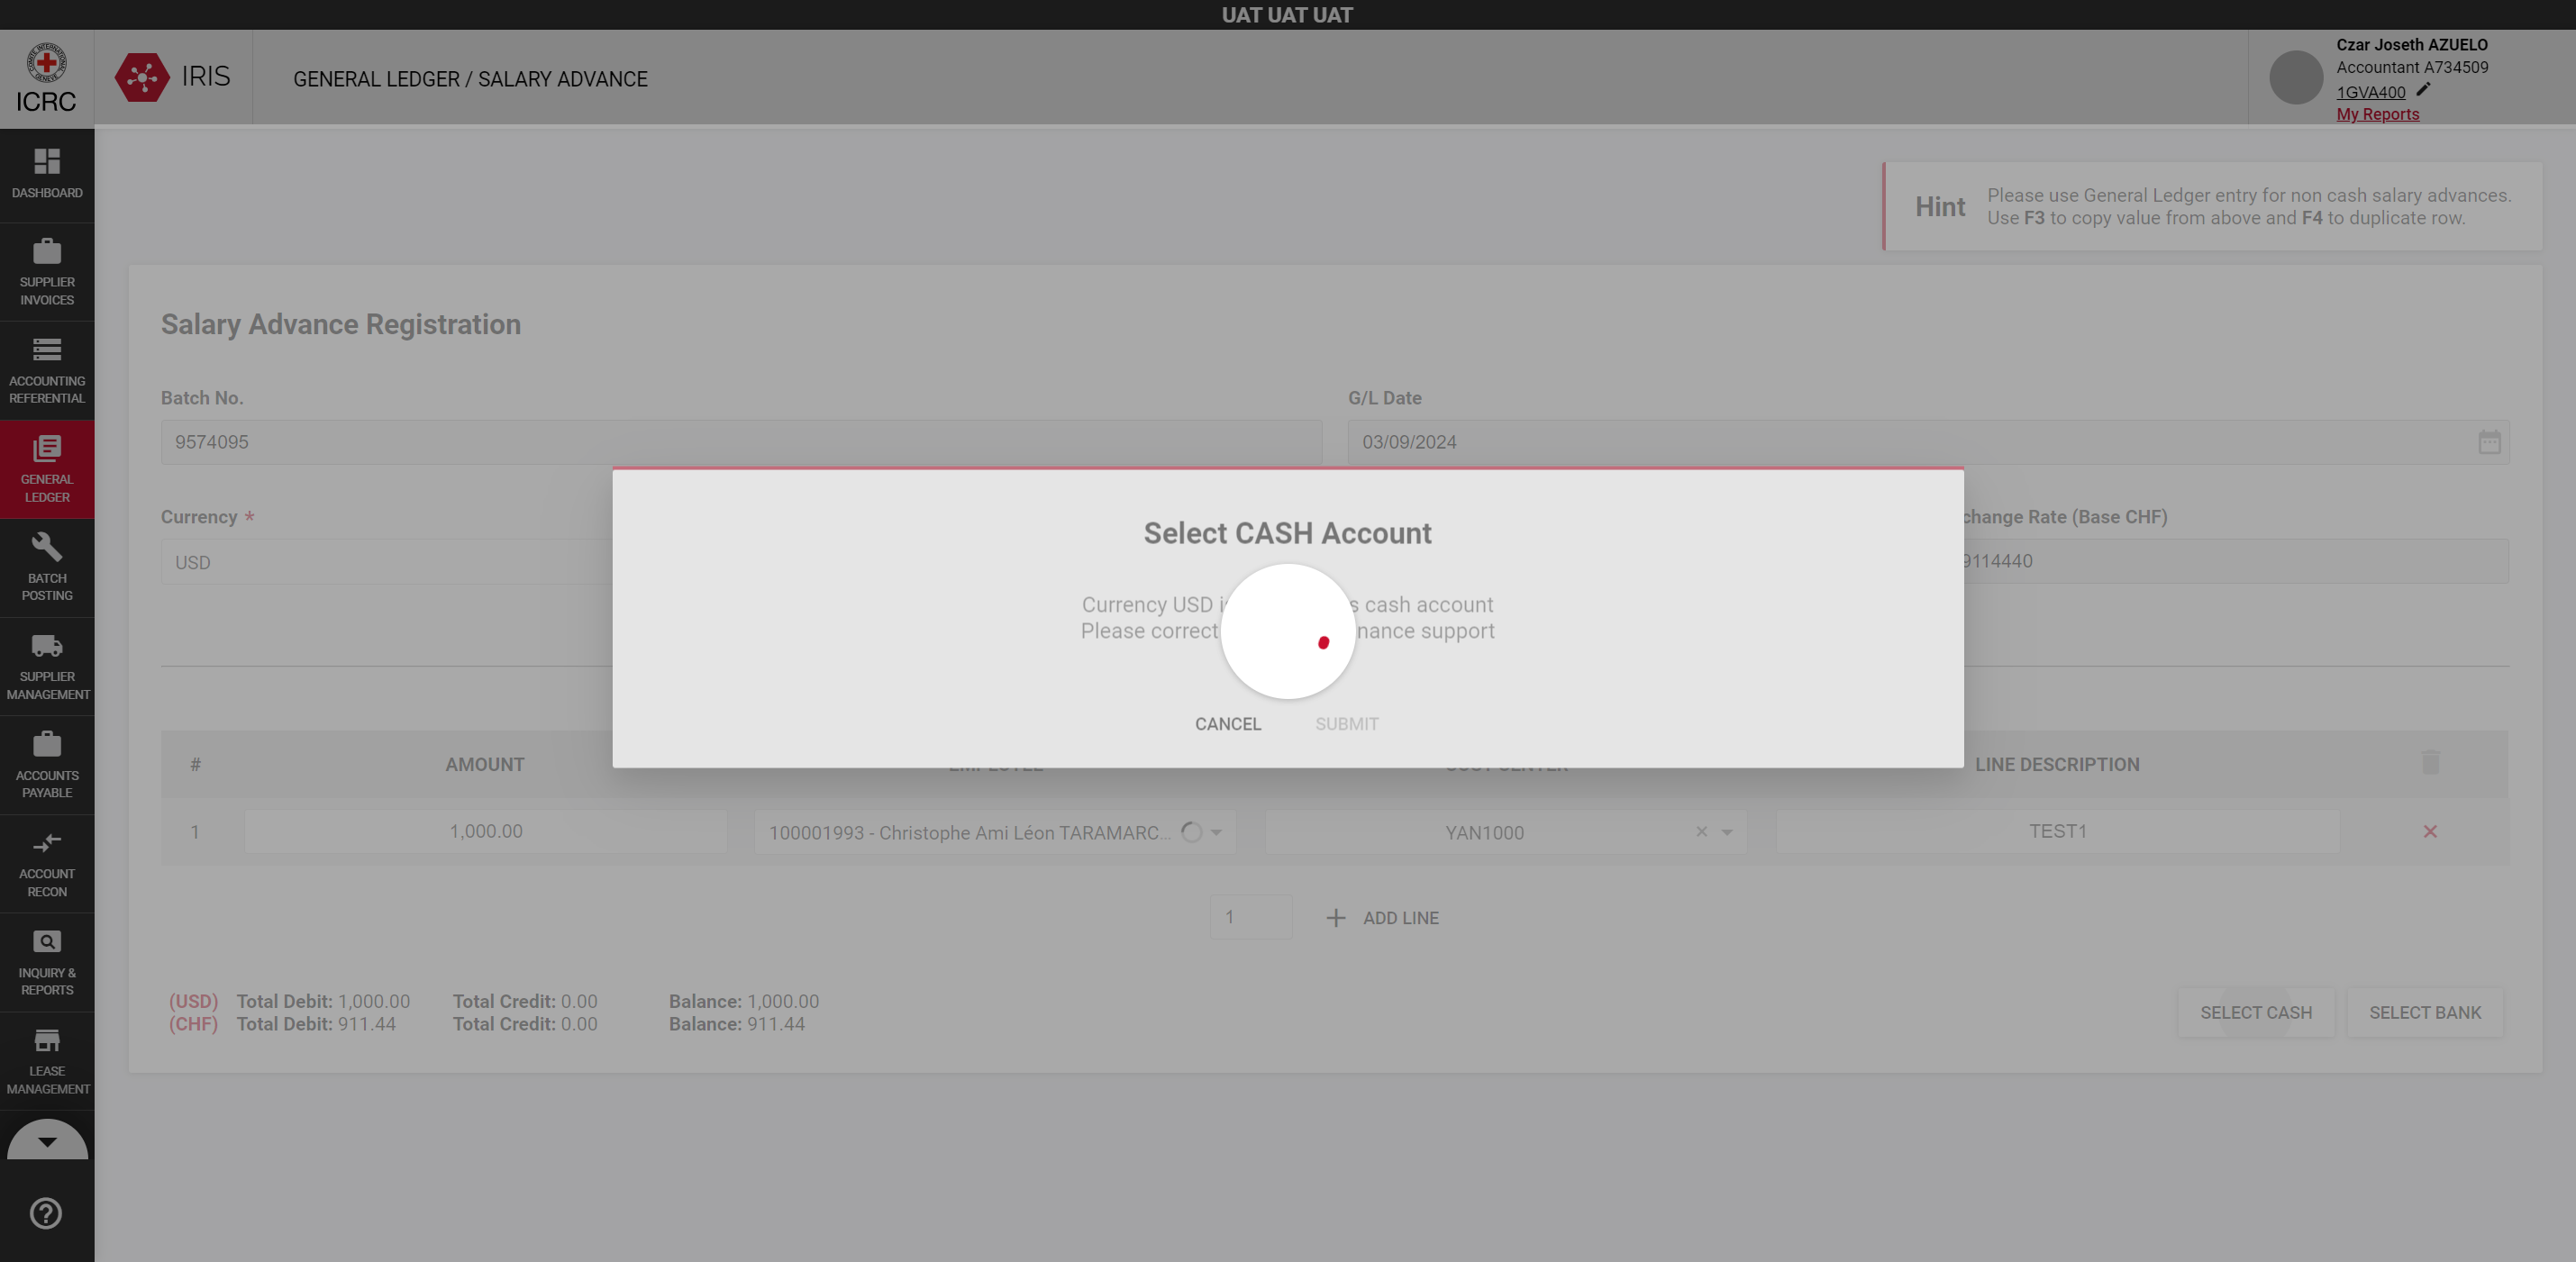 UAT UAT UAT
COMITE INTERNATIONAL GENEVE
ICRC
IRIS
GENERAL LEDGER / SALARY ADVANCE
Czar Joseth AZUELO
Accountant A734509
1GVA400
My Reports
DASHBOARD
SUPPLIER
INVOICES
ACCOUNTING
REFERENTIAL
GENERAL
LEDGER
BATCH
POSTING
SUPPLIER
MANAGEMENT
ACCOUNTS
PAYABLE
ACCOUNT
RECON
INQUIRY &
REPORTS
LEASE
MANAGEMENT
Hint
Please use General Ledger entry for non cash salary advances.
Use F3 to copy value from above and F4 to duplicate row.
Salary Advance Registration
Batch No.
G/L Date
9574095
03/09/2024
Currency *
change Rate (Base CHF)
USD
9114440
Select CASH Account
Currency USD cash account
Please correct support
CANCEL
SUBMIT
# AMOUNT LINE DESCRIPTION
1 1,000.00 100001993 - Christophe Ami Léon TARAMARC... YAN1000 TEST1
1
ADD LINE
(USD) Total Debit: 1,000.00 Total Credit: 0.00 Balance: 1,000.00
(CHF) Total Debit: 911.44 Total Credit: 0.00 Balance: 911.44
SELECT CASH
SELECT BANK